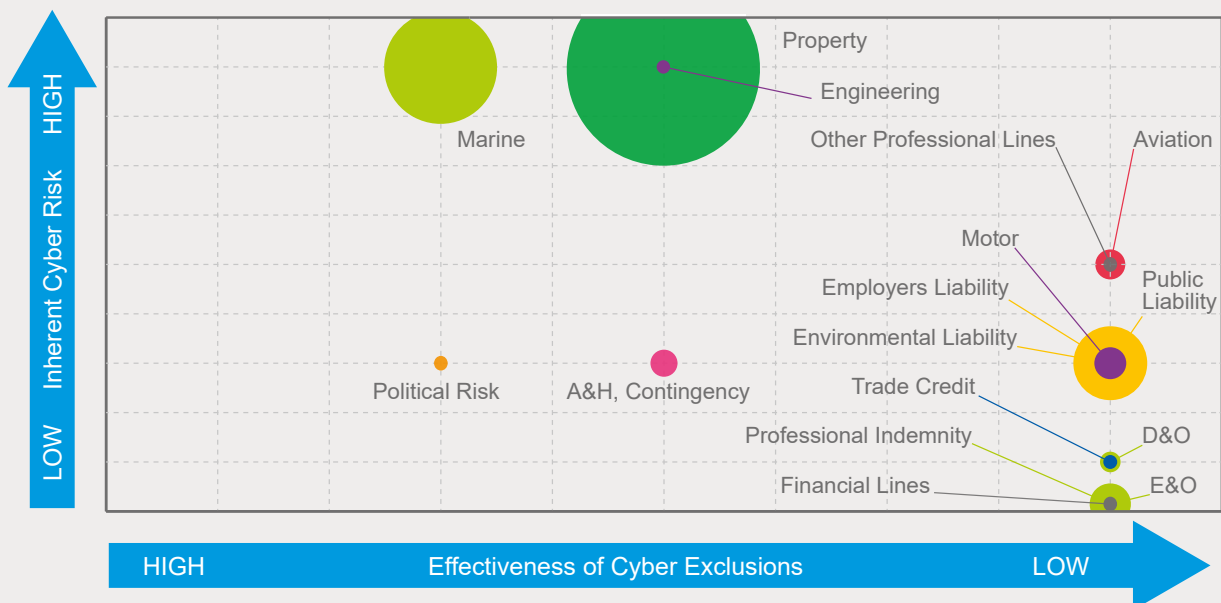 Property
HIGH
Engineering
Marine
Other Professional Lines
Aviation
Inherent Cyber Risk
Motor
Public
Liability
Employers Liability
Environmental Liability
Political Risk
A&H, Contingency
Trade Credit
LOW
Professional Indemnity
D&O
Financial Lines
E&O
HIGH
Effectiveness of Cyber Exclusions
LOW